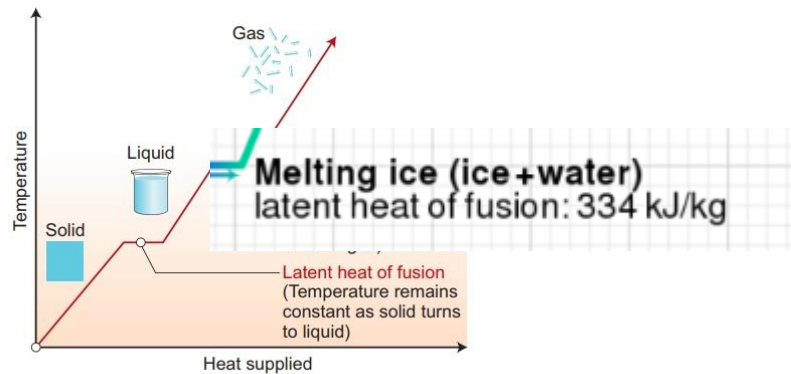 Gas
Temperature
Liquid
Melting ice (ice+water)
latent heat of fusion: 334 kJ/kg
Solid
Latent heat of fusion
(Temperature remains
constant as solid turns
to liquid)
Heat supplied